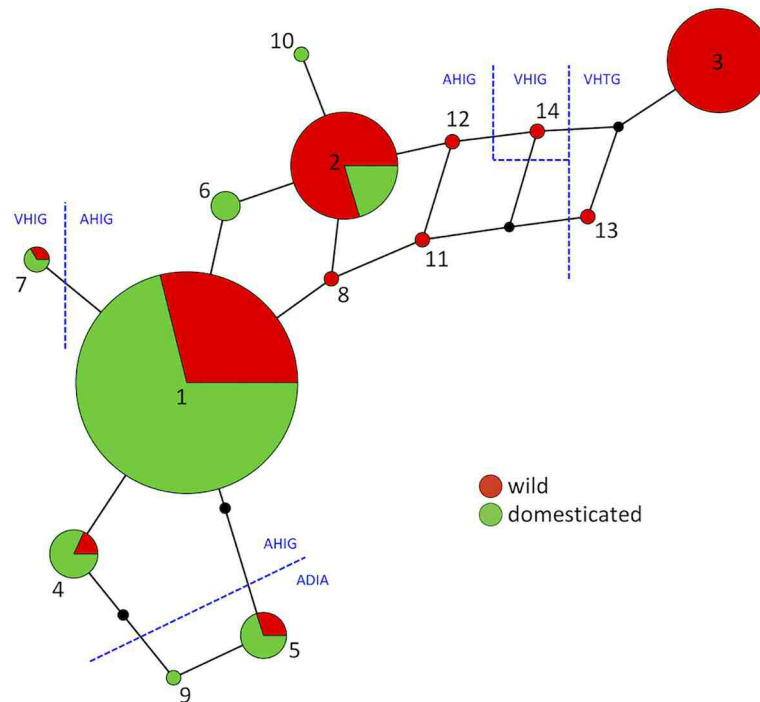 10
3
AHIG
VHIG
VHTG
12
14
2
6
13
11
VHIG
AHIG
7
8
1
wild
domesticated
AHIG
ADIA
4
5
9